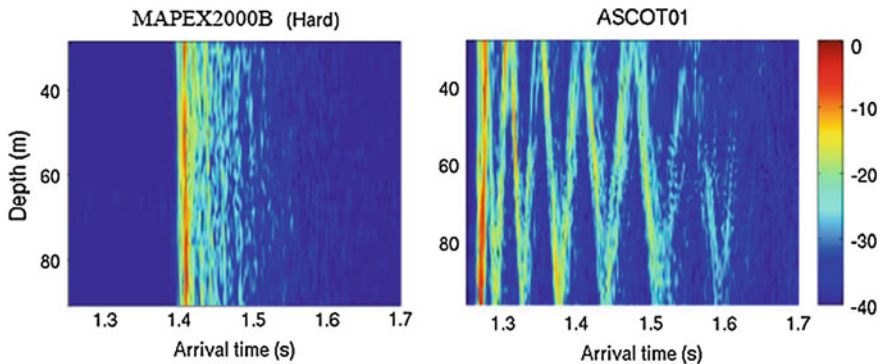 MAPEX2000B (Hard)
ASCOT01
Depth (m)
40
60
80
1.3 1.4 1.5 1.6 1.7
Arrival time (s)
40
60
80
1.3 1.4 1.5 1.6 1.7
Arrival time (s)
0
-10
-20
-30
-40